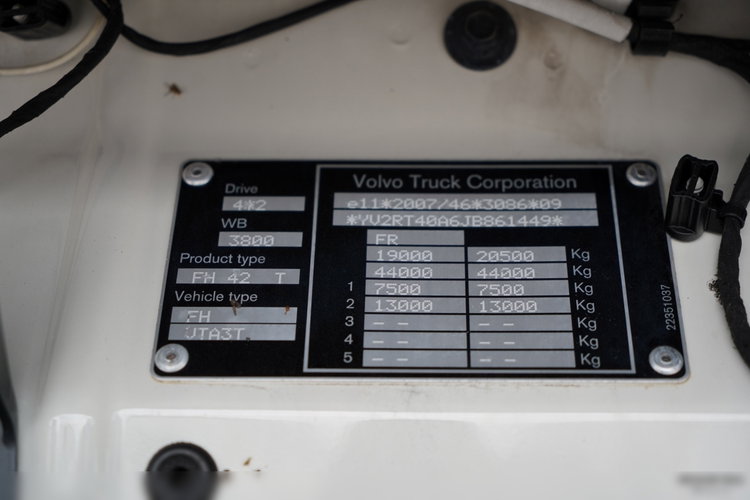 Drive
4*2
WB
3800
Product type
FH 42 T
Vehicle type
FH
VTA3T
Volvo Truck Corporation
e11*2007/46*3086*09
*YV2RT40A6JB861449*
FR
19000 20500 Kg
44000 44000 Kg
1 7500 7500 Kg
2 13000 13000 Kg
3 -- -- Kg
4 -- -- Kg
5 -- -- Kg
22351037